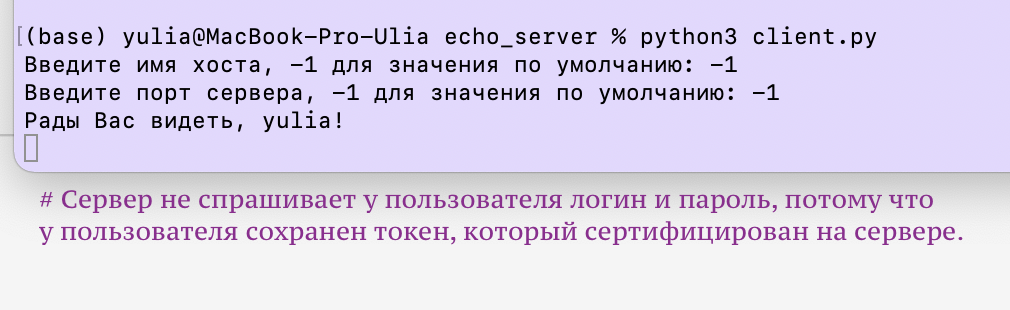 (base) yulia@MacBook-Pro-Ulia echo_server % python3 client.py
Введите имя хоста, -1 для значения по умолчанию: -1
Введите порт сервера, -1 для значения по умолчанию: -1
Рады Вас видеть, yulia!
# Сервер не спрашивает у пользователя логин и пароль, потому что
у пользователя сохранен токен, который сертифицирован на сервере.